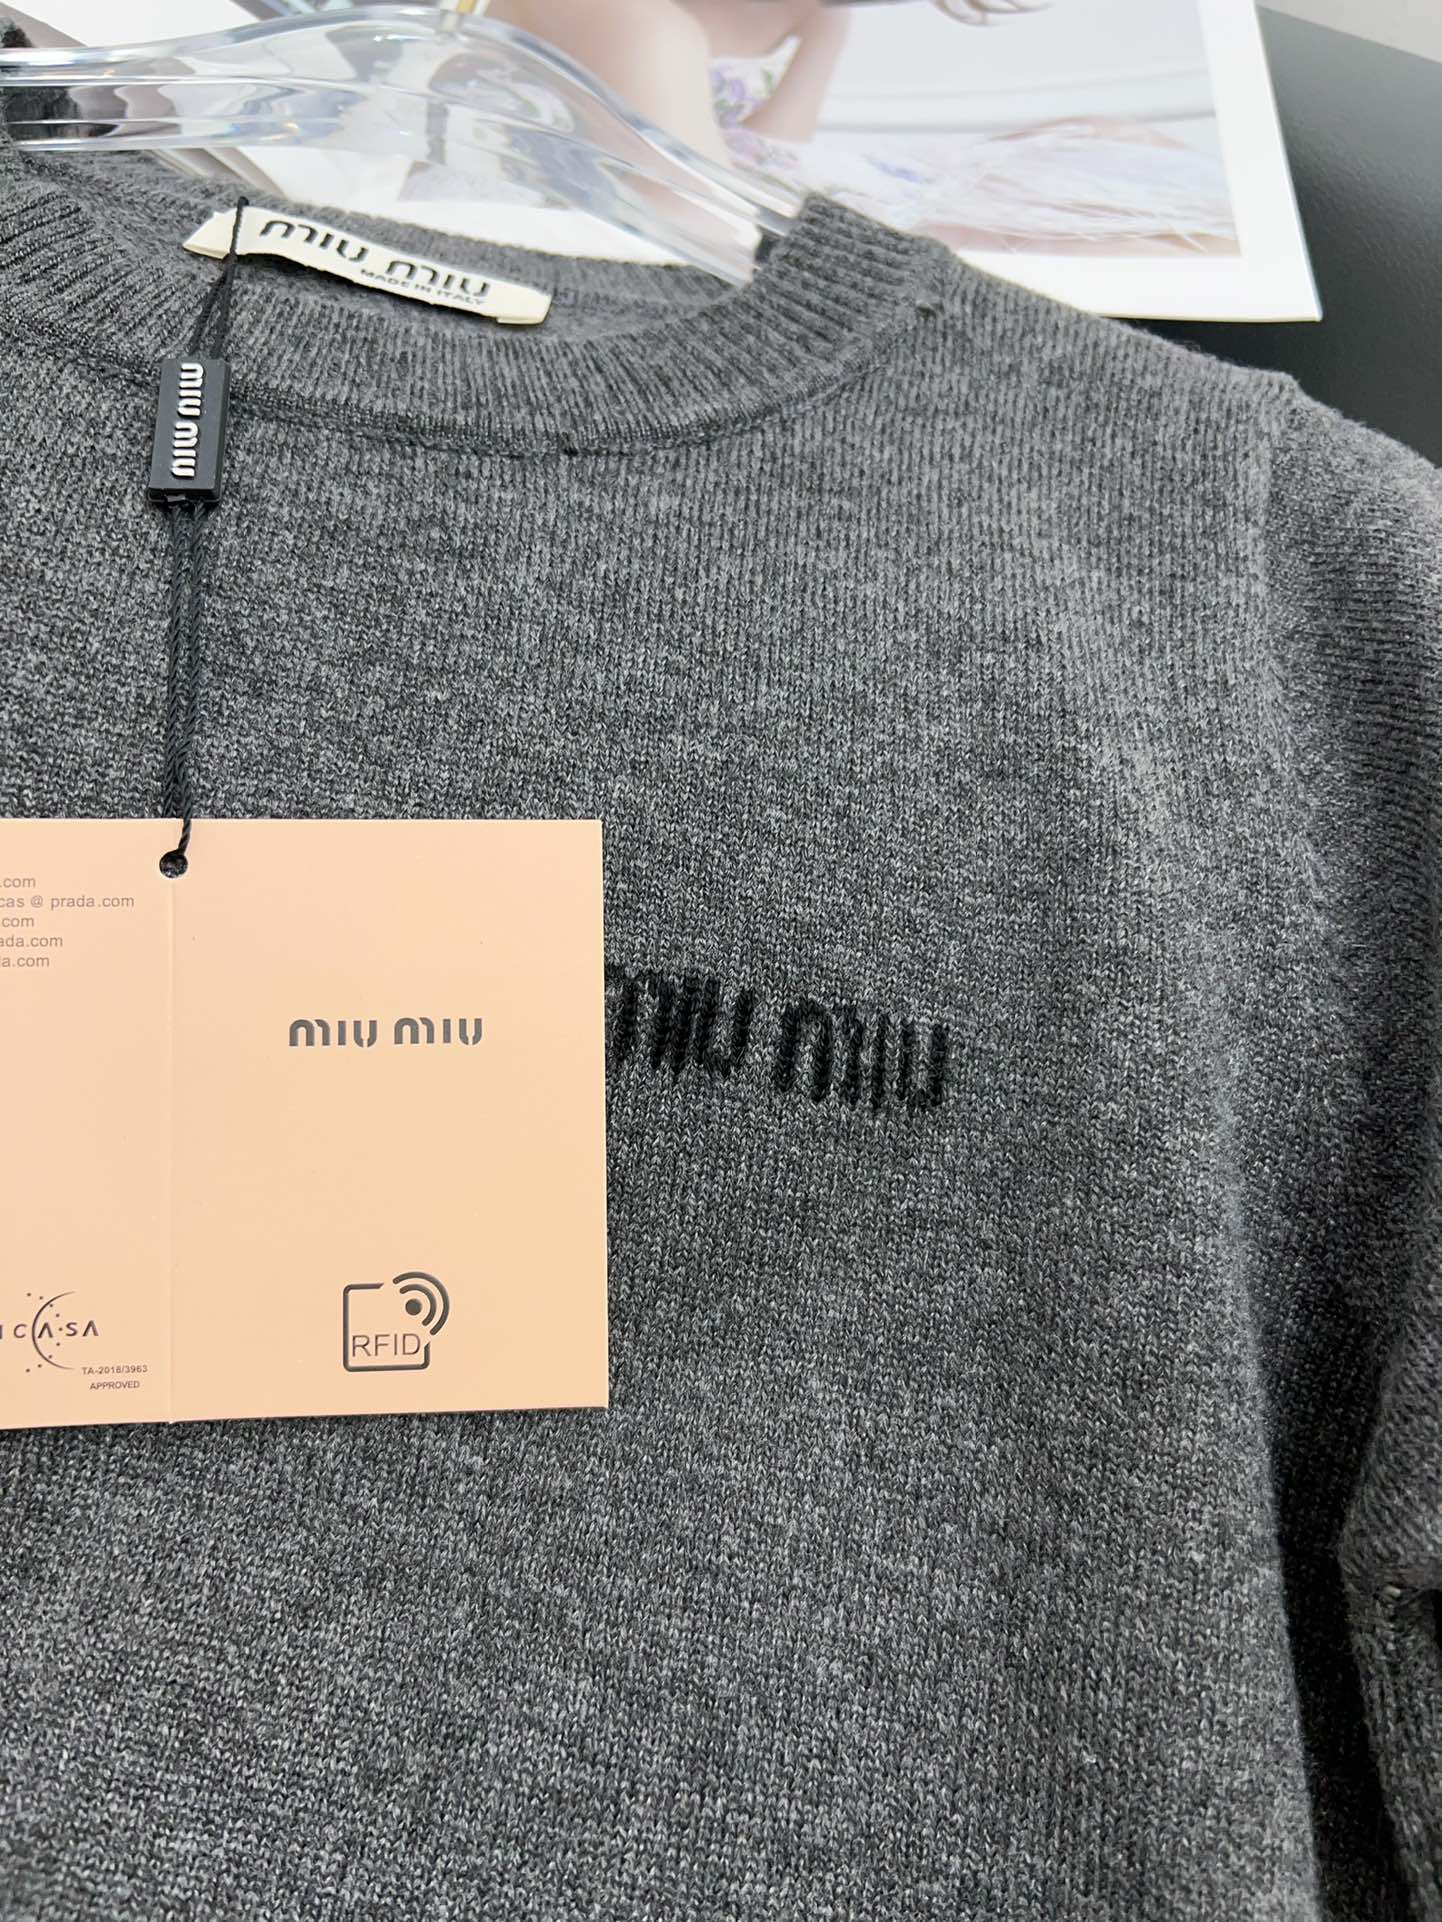 miu miu
MADE IN ITALY
miu miu
.com
cas @ prada.com
.com
ada.com
a.com
miu miu
miu miu
ICASA
TA-2018/3963
APPROVED
RFID